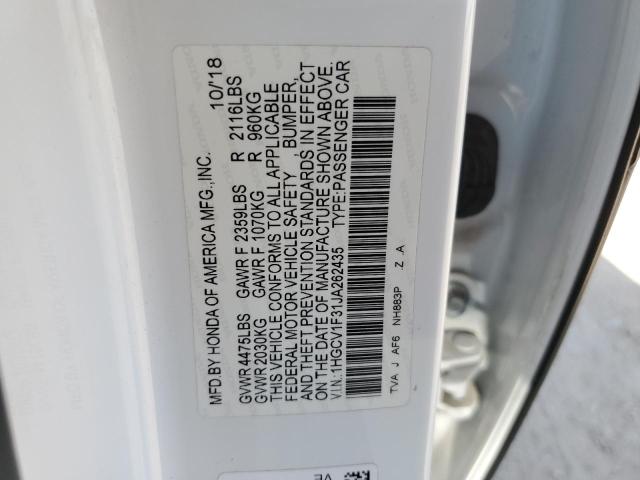 MFD.BY HONDA OF AMERICA MFG.,INC. 10/'18
GVWR 4475LBS GAWR F 2359LBS R 2116LBS
GVWR 2030KG GAWR F 1070KG R 960KG
THIS VEHICLE CONFORMS TO ALL APPLICABLE
FEDERAL MOTOR VEHICLE SAFETY , BUMPER,
AND THEFT PREVENTION STANDARDS IN EFFECT
ON THE DATE OF MANUFACTURE SHOWN ABOVE.
V.I.N.:1HGCV1F31JA262435 TYPE:PASSENGER CAR
TVA J AF6 NH883P .Z .A
VE